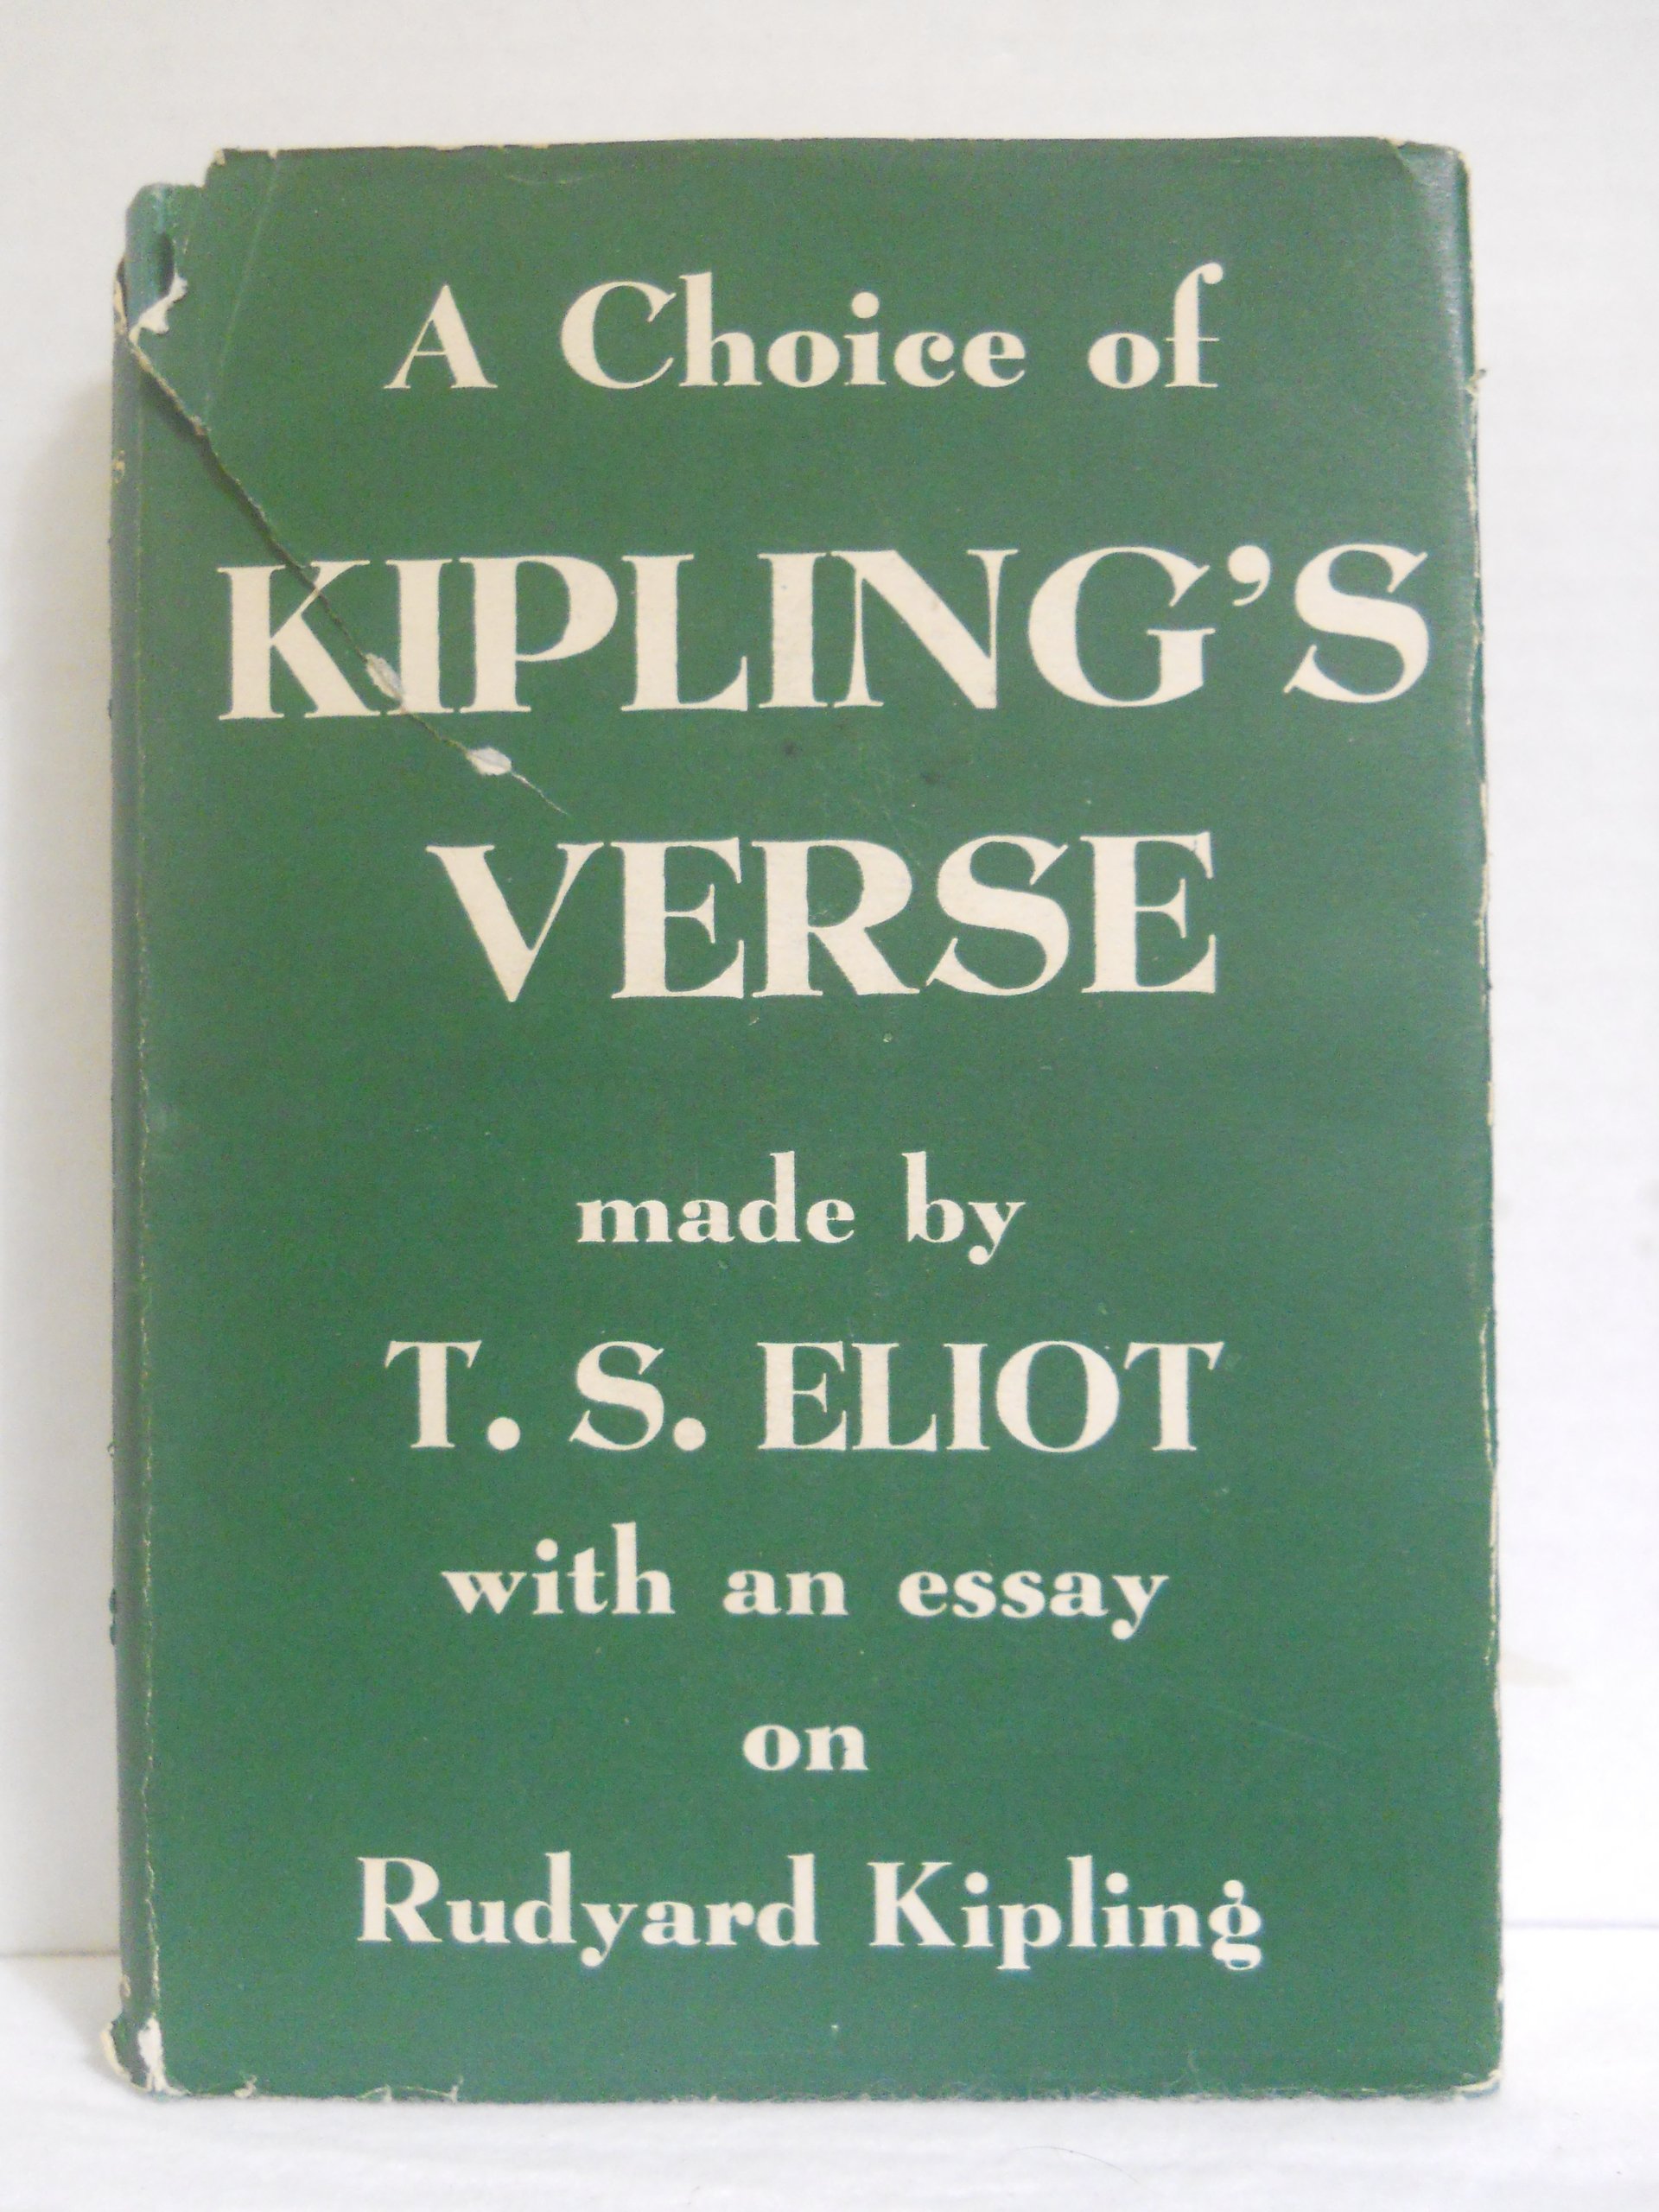 A Choice of
KIPLING'S
VERSE
made by
T. S. ELIOT
with an essay
on
Rudyard Kipling